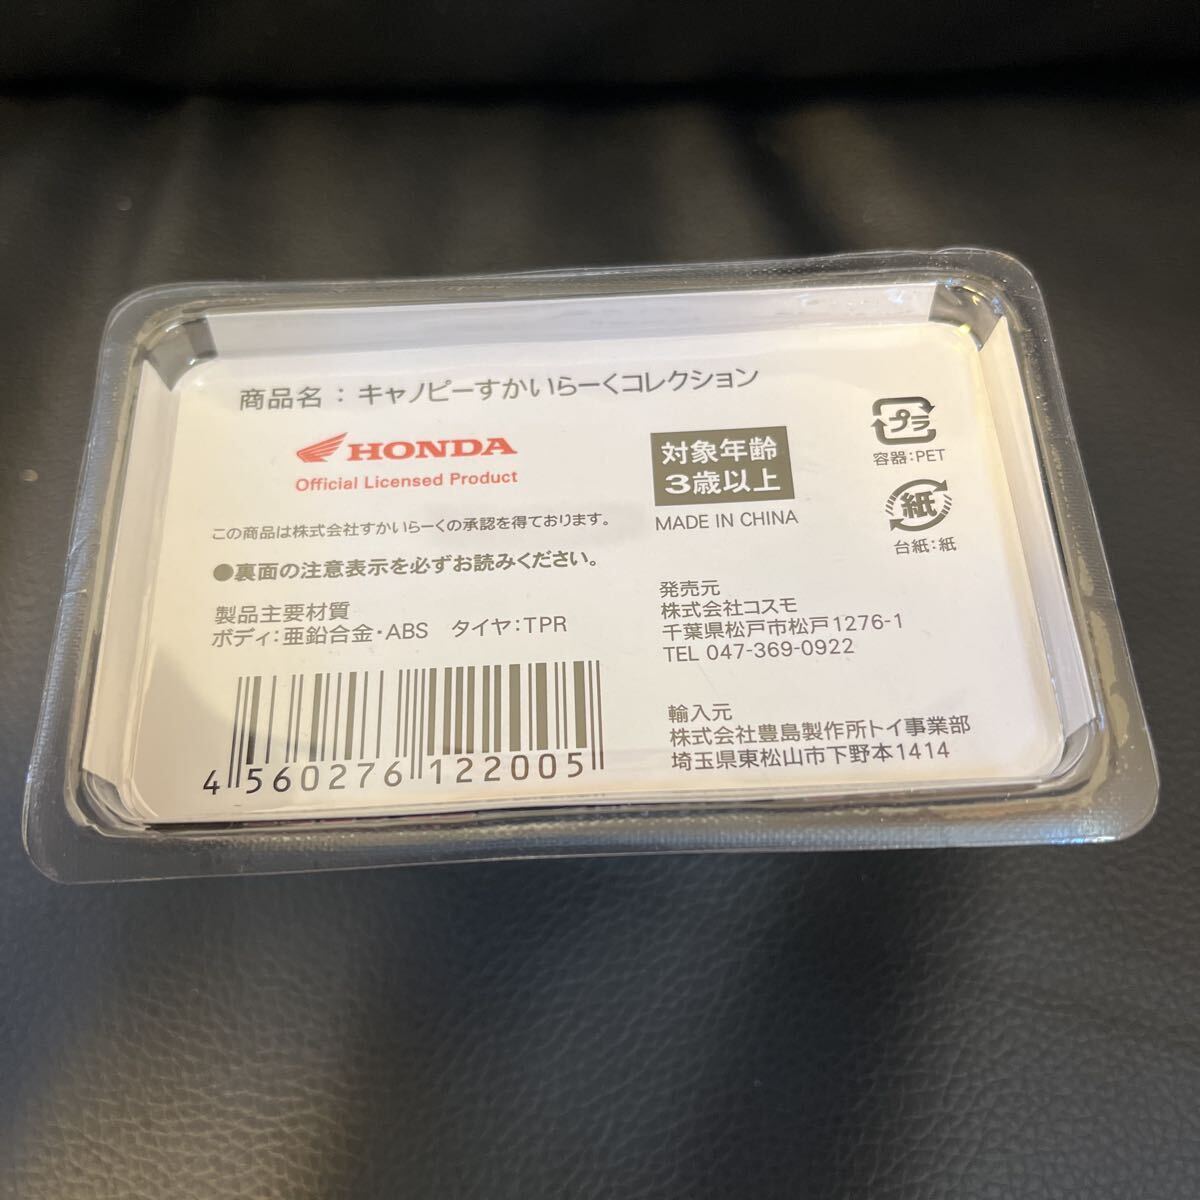 商品名：キャノピーすかいらーくコレクション
HONDA
Official Licensed Product
この商品は株式会社すかいらーくの承認を得ております。
●裏面の注意表示を必ずお読みください。
製品主要材質
ボディ：亜鉛合金・ABS　タイヤ：TPR
4 560276 122005
対象年齢
3歳以上
MADE IN CHINA
プラ
容器：PET
紙
台紙：紙
発売元
株式会社コスモ
千葉県松戸市松戸1276-1
TEL 047-369-0922
輸入元
株式会社豊島製作所トイ事業部
埼玉県東松山市下野本1414